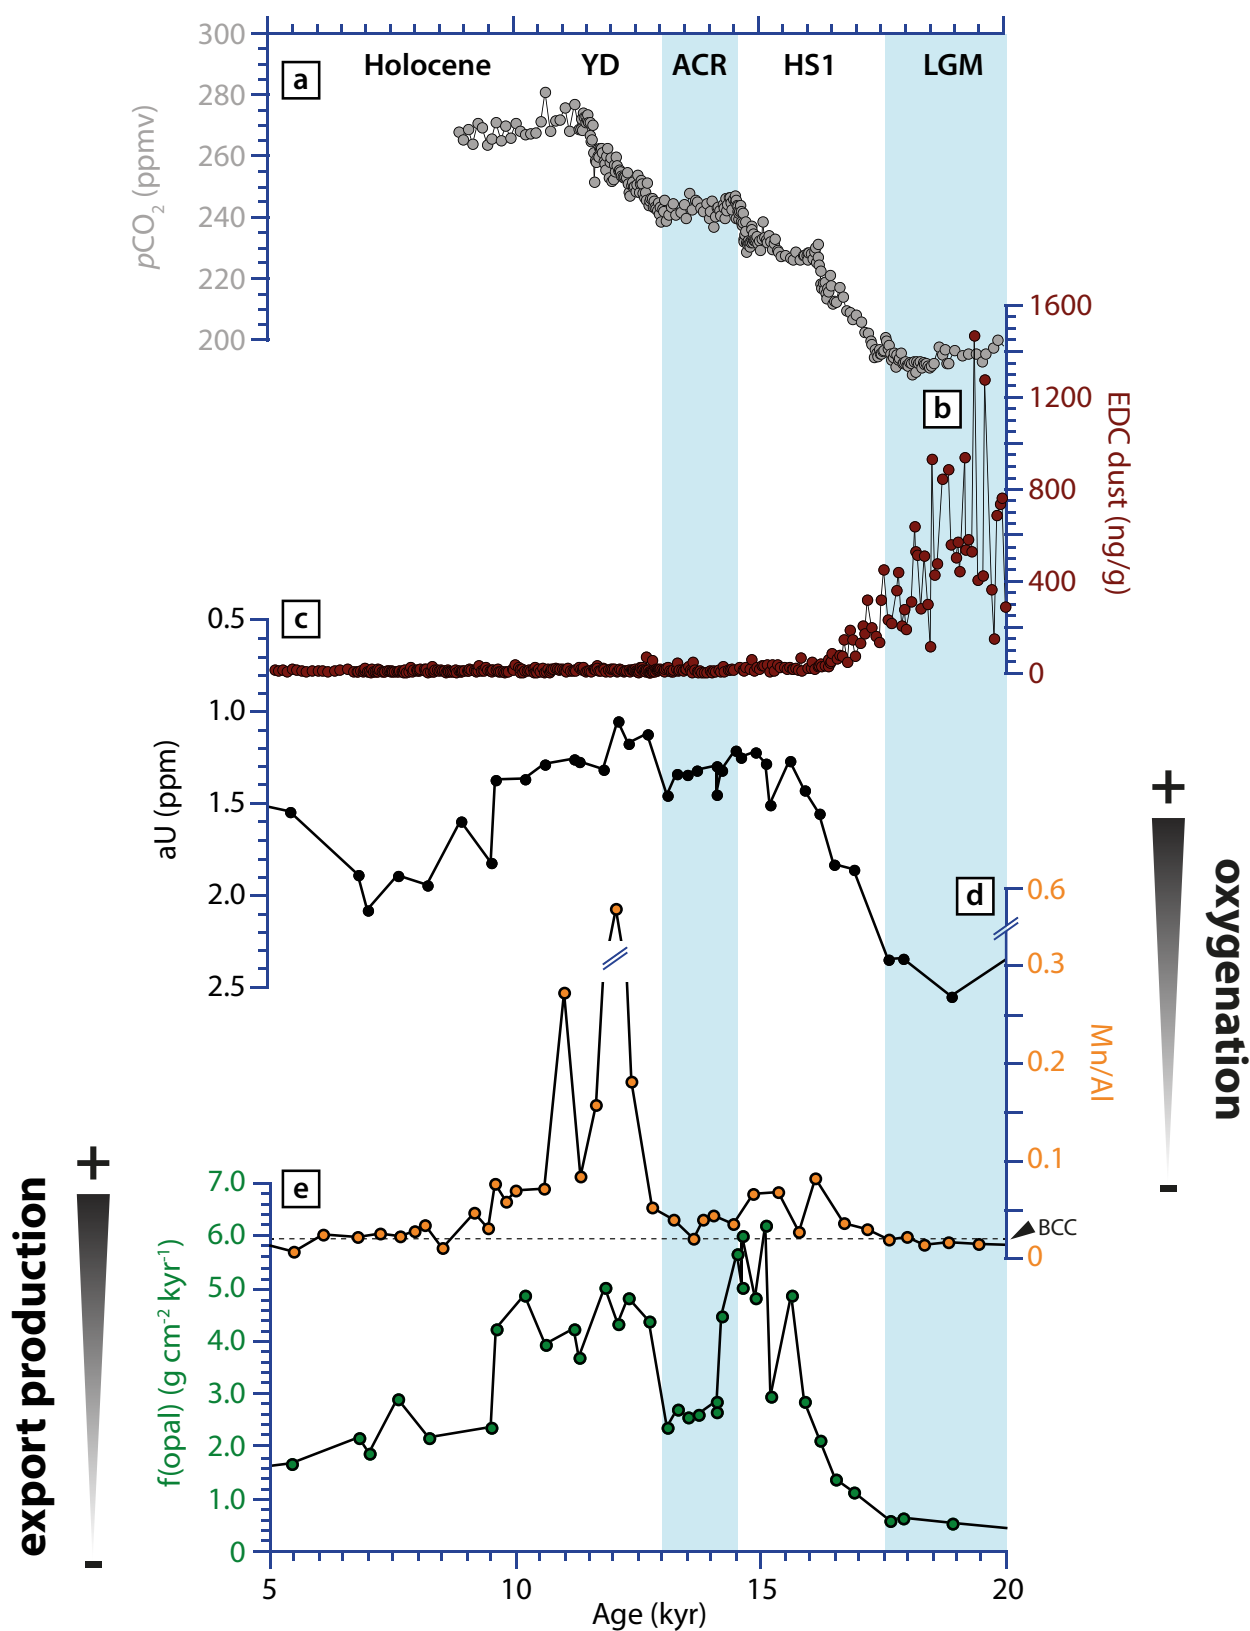 300
280
260
240
220
200
pCO2 (ppmv)
a
Holocene
YD
ACR
HS1
LGM
1600
1200
800
400
0
EDC dust (ng/g)
b
c
0.5
1.0
1.5
2.0
2.5
aU (ppm)
d
0.6
0.3
0.2
0.1
0
Mn/Al
BCC
+
oxygenation
-
e
7.0
6.0
5.0
4.0
3.0
2.0
1.0
0
f(opal) (g cm-2 kyr-1)
+
export production
-
5
10
15
20
Age (kyr)